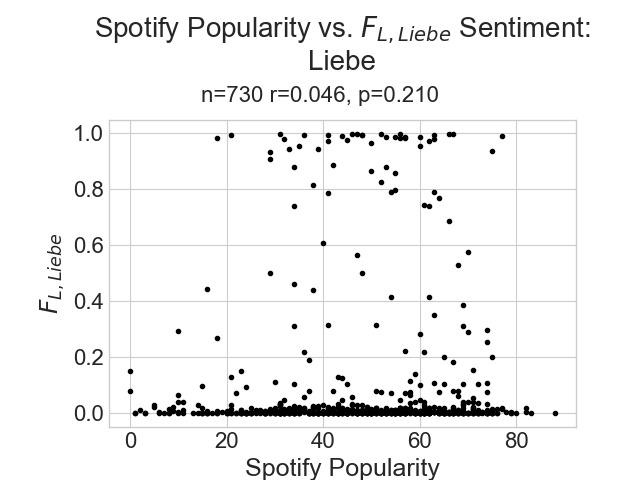 Spotify Popularity vs. F_{L, Liebe} Sentiment:
Liebe
n=730 r=0.046, p=0.210
1.0
0.8
0.6
0.4
0.2
0.0
F_{L, Liebe}
0 20 40 60 80
Spotify Popularity